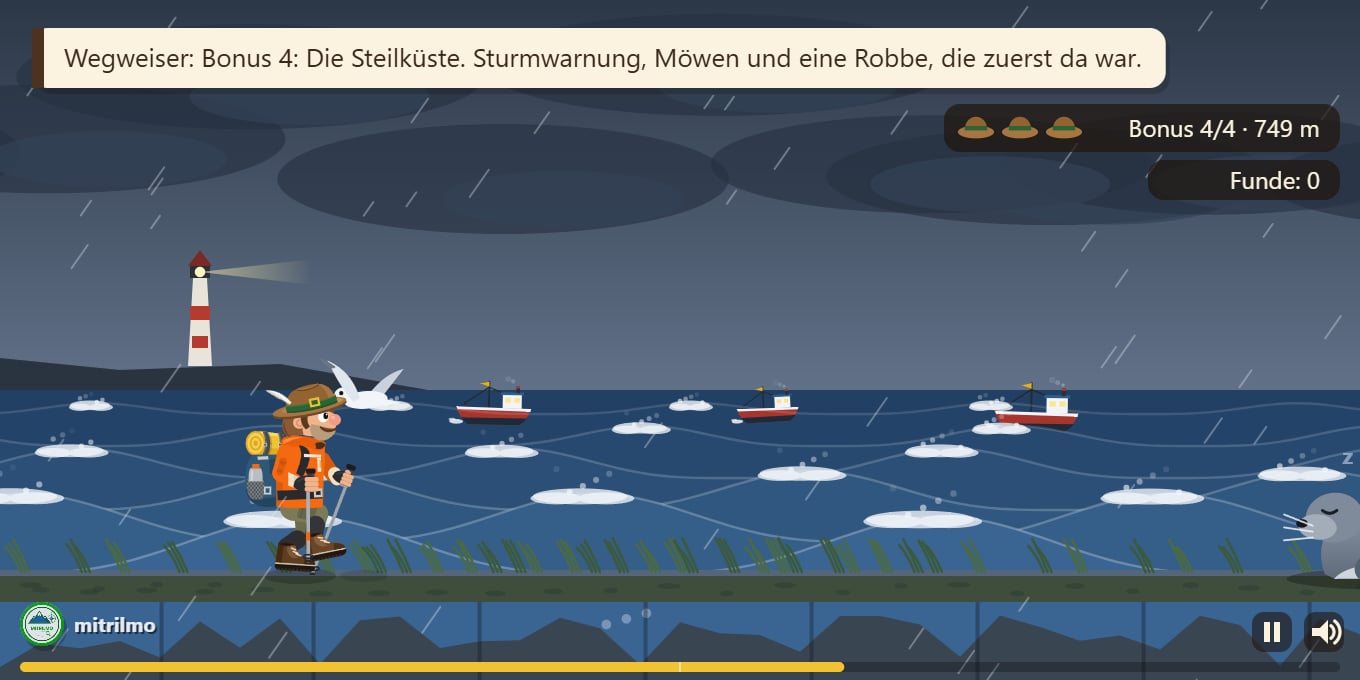 Wegweiser: Bonus 4: Die Steilküste. Sturmwarnung, Möwen und eine Robbe, die zuerst da war.
Bonus 4/4 · 749 m
Funde: 0
z
mitrilmo